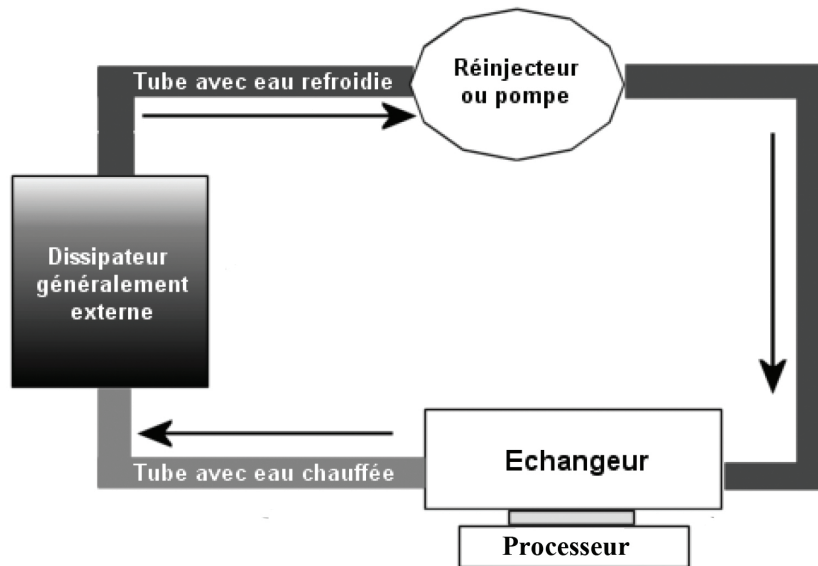 Tube avec eau refroidie
Réinjecteur
ou pompe
Dissipateur
généralement
externe
Tube avec eau chauffée
Echangeur
Processeur